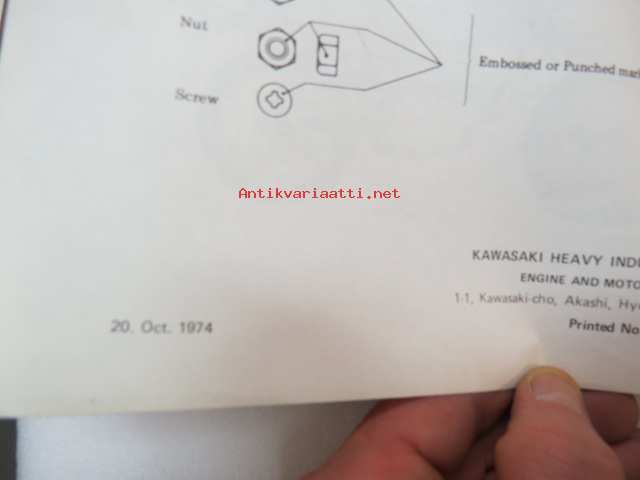 Nut
Embossed or Punched
Screw
Antikvariaatti.net
KAWASAKI HEAVY
ENGINE AND
1-1, Kawasaki-cho, Akashi,
20. Oct. 1974
Printed No